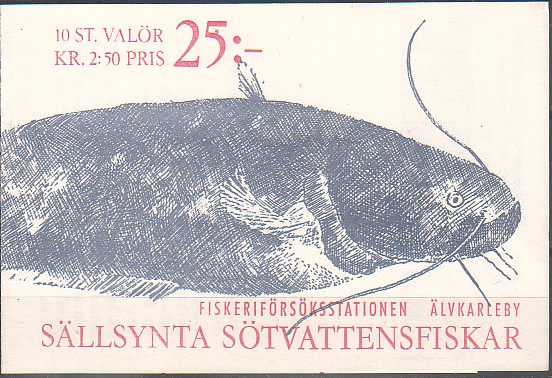 10 ST. VALÖR
KR. 2:50 PRIS 25:-
FISKERIFÖRSÖKSSTATIONEN ÄLVKARLEBY
SÄLLSYNTA SÖTVATTENSFISKAR